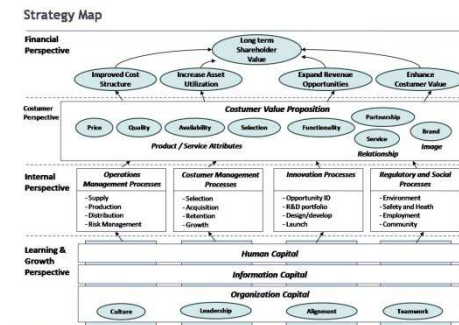 Strategy Map
Financial
Perspective
Long term
Shareholder
Value
Improved Cost
Structure
Increase Asset
Utilization
Expand Revenue
Opportunities
Enhance
Costumer Value
Costumer
Perspective
Costumer Value Proposition
Price
Quality
Availability
Selection
Functionality
Partnership
Service
Brand
Product / Service Attributes
Relationship
Image
Internal
Perspective
Operations
Management Processes
- Supply
- Production
- Distribution
- Risk Management
Costumer Management
Processes
- Selection
- Acquisition
- Retention
- Growth
Innovation Processes
- Opportunity ID
- R&D portfolio
- Design/develop
- Launch
Regulatory and Social
Processes
- Environment
- Safety and Heath
- Employment
- Community
Learning &
Growth
Perspective
Human Capital
Information Capital
Organization Capital
Culture
Leadership
Alignment
Teamwork